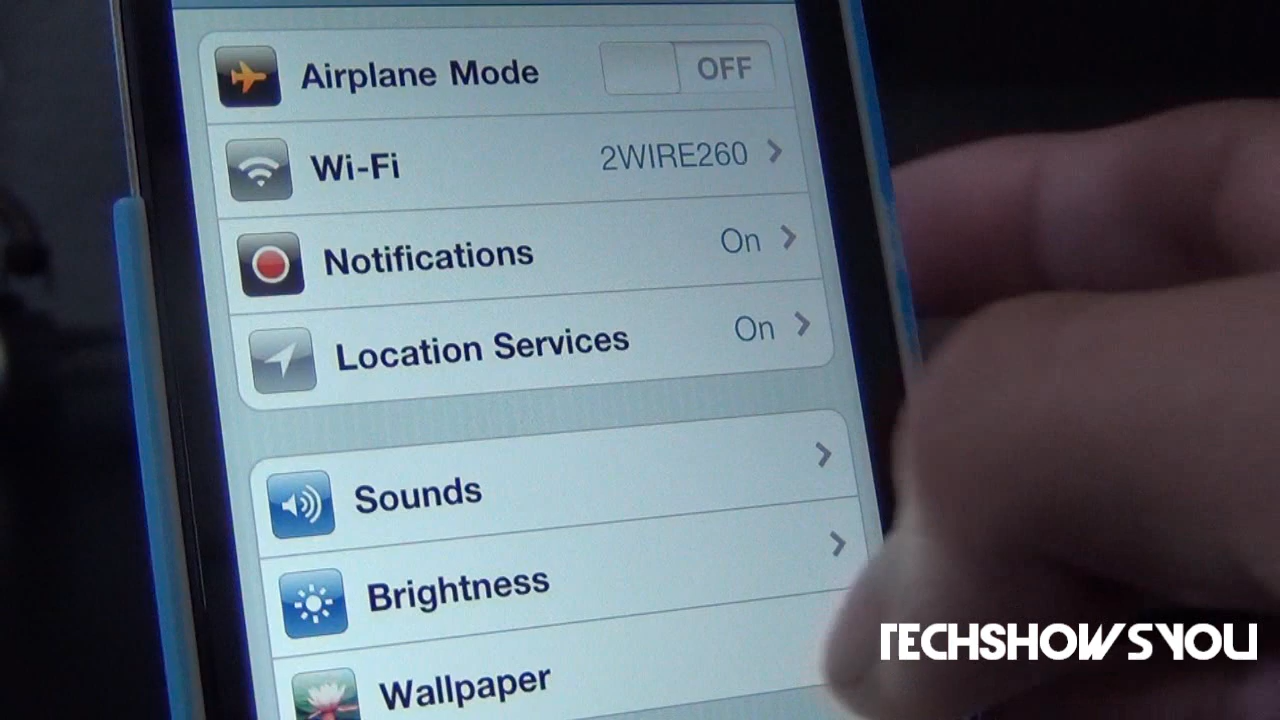 Airplane Mode OFF
Wi-Fi 2WIRE260
Notifications On
Location Services On
Sounds
Brightness
Wallpaper
TECHSHOWSYOU